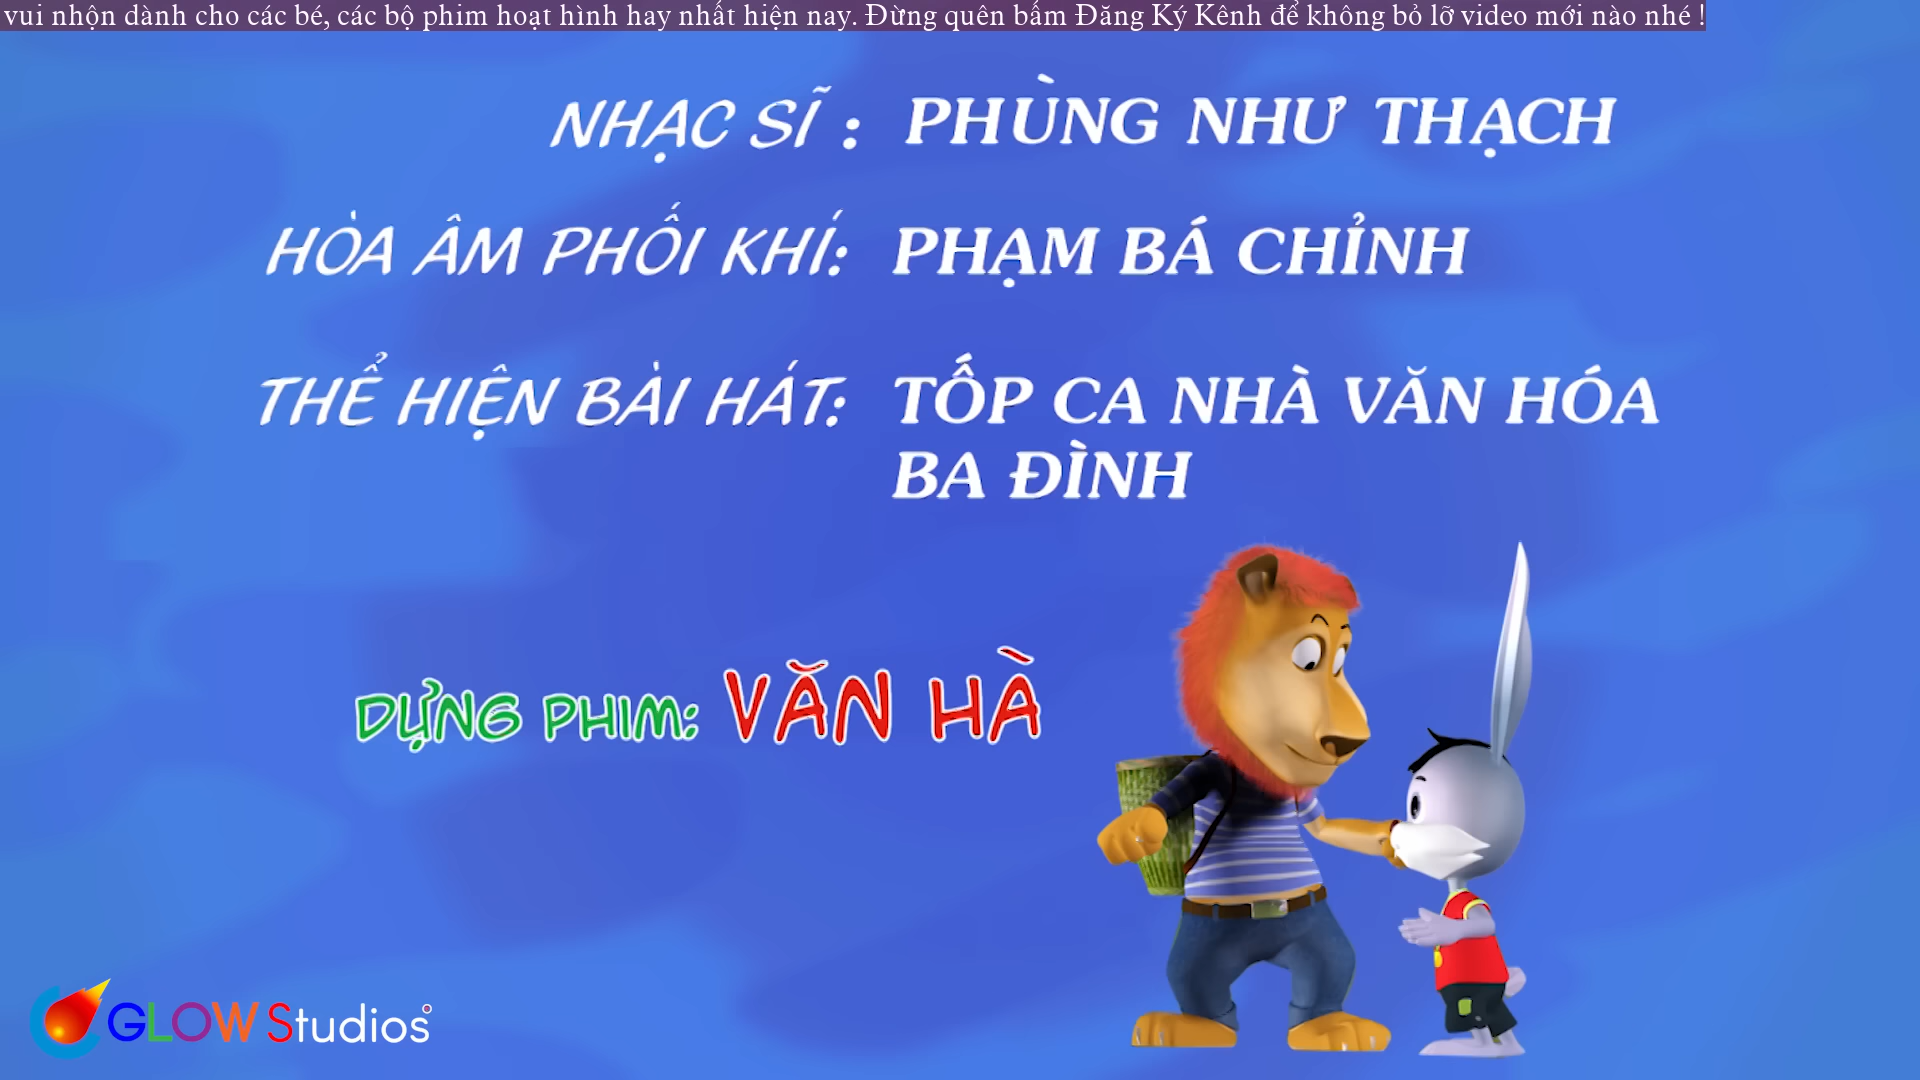 vui nhộn dành cho các bé, các bộ phim hoạt hình hay nhất hiện nay. Đừng quên bấm Đăng Ký Kênh để không bỏ lỡ video mới nào nhé !
NHẠC SĨ : PHÙNG NHƯ THẠCH
HÒA ÂM PHỐI KHÍ: PHẠM BÁ CHỈNH
THỂ HIỆN BÀI HÁT: TỐP CA NHÀ VĂN HÓA
BA ĐÌNH
DỰNG PHIM: VĂN HÀ
GLOW Studios